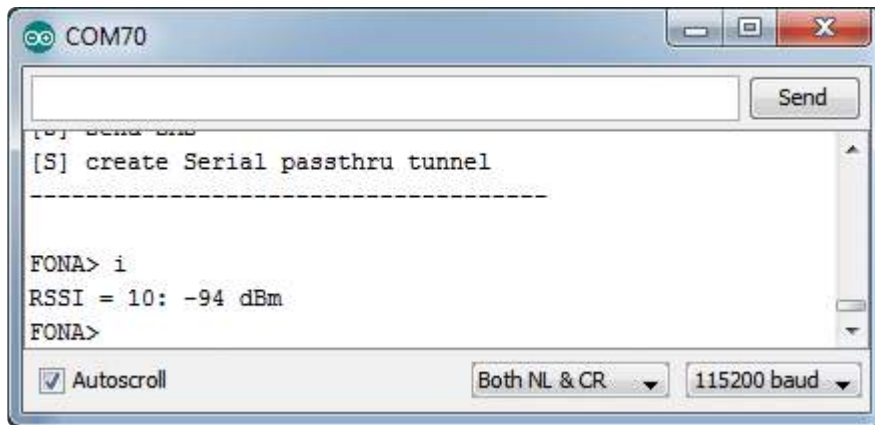 COM70
Send
[S] create Serial passthru tunnel
--------------------------------------
FONA> i
RSSI = 10: -94 dBm
FONA>
Autoscroll
Both NL & CR
115200 baud